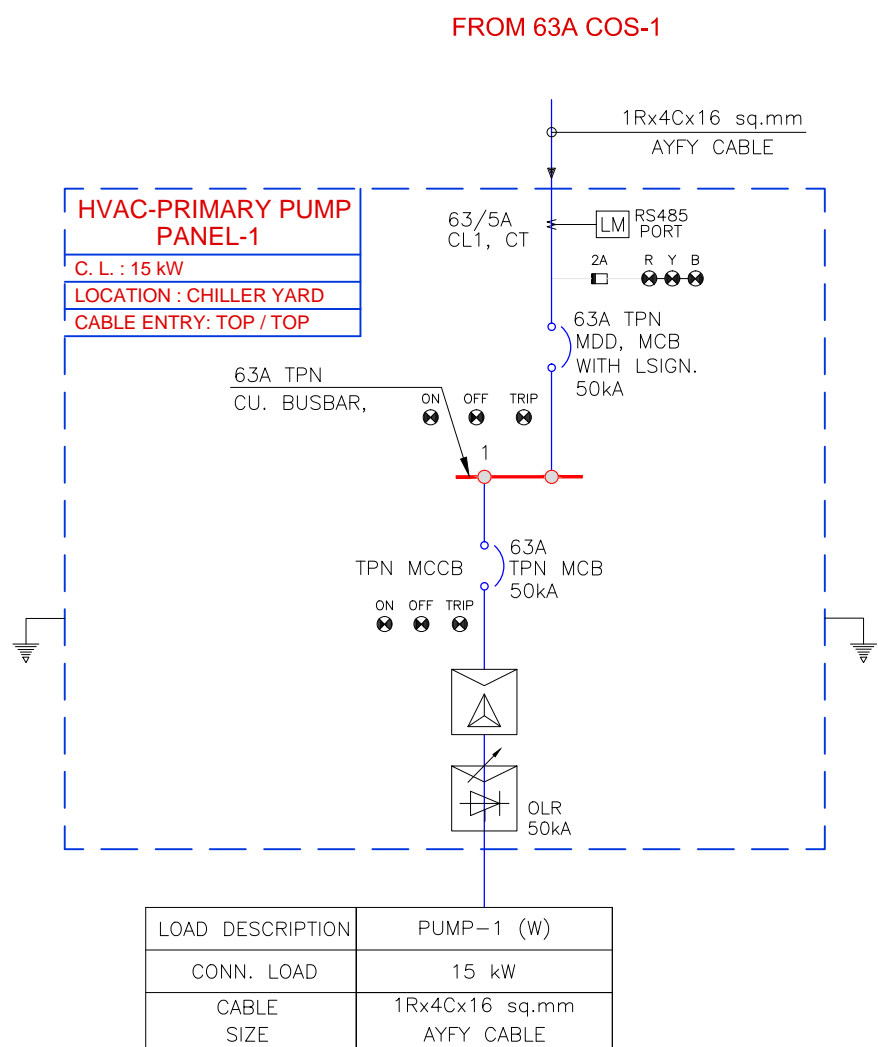 FROM 63A COS-1
1Rx4Cx16 sq.mm
AYFY CABLE
HVAC-PRIMARY PUMP
PANEL-1
C. L. : 15 kW
LOCATION : CHILLER YARD
CABLE ENTRY: TOP / TOP
63/5A
CL1, CT
LM
RS485
PORT
2A
R Y B
63A TPN
MDD, MCB
WITH LSIGN.
50kA
63A TPN
CU. BUSBAR,
ON OFF TRIP
1
TPN MCCB
63A
TPN MCB
50kA
ON OFF TRIP
OLR
50kA
LOAD DESCRIPTION PUMP-1 (W)
CONN. LOAD 15 kW
CABLE
SIZE
1Rx4Cx16 sq.mm
AYFY CABLE